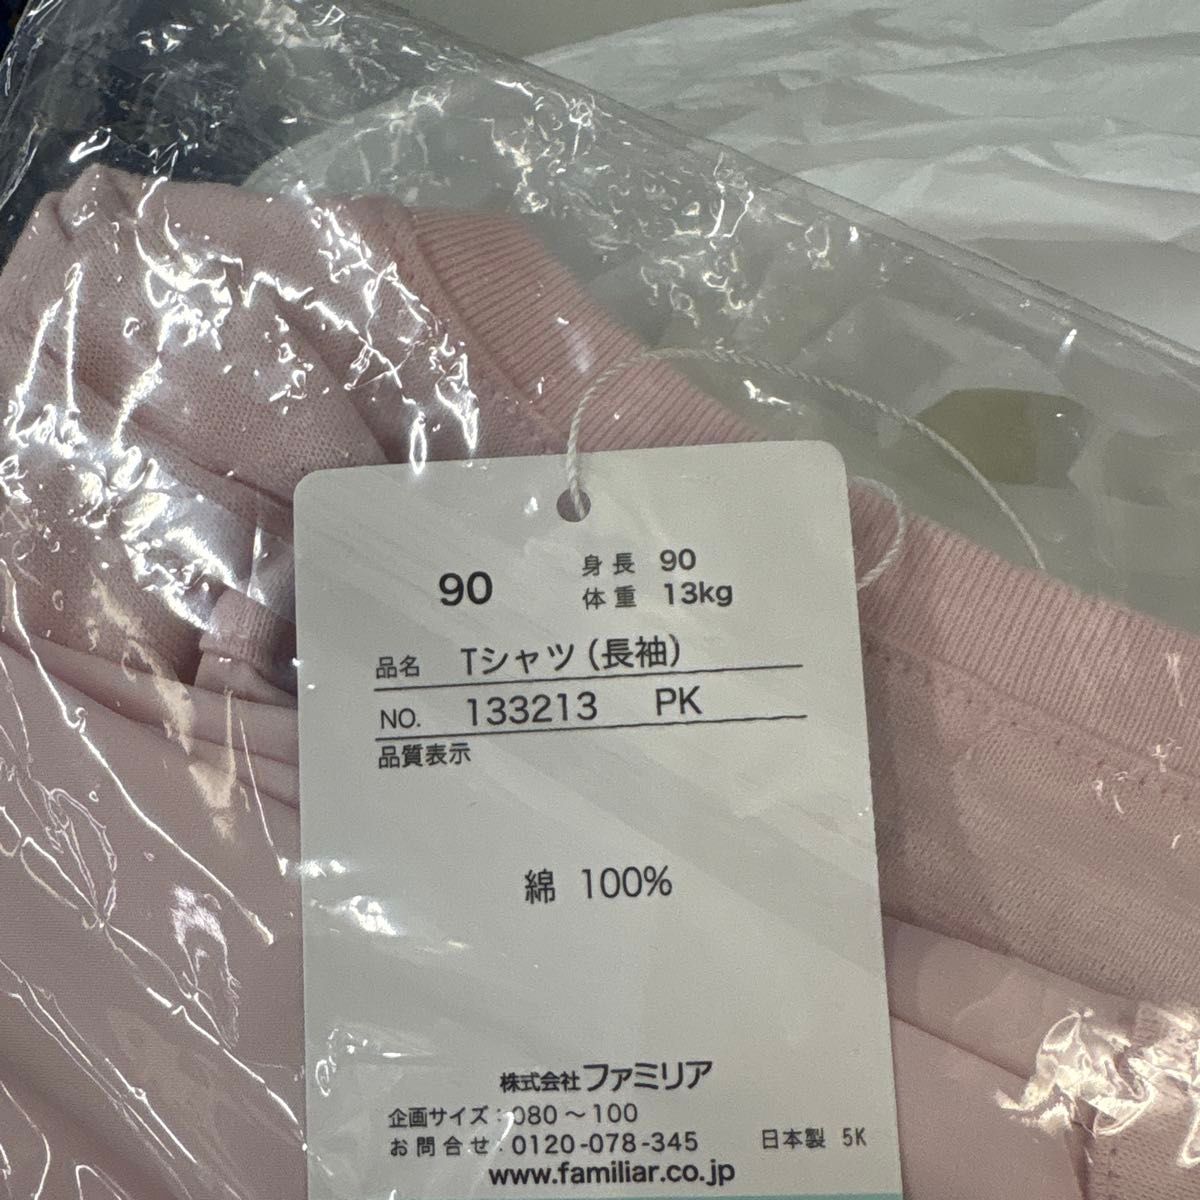 90 身長 90
体重 13kg
品名 Tシャツ(長袖)
NO. 133213 PK
品質表示
綿 100%
株式会社ファミリア
企画サイズ:080～100
お問合せ:0120-078-345 日本製 5K
www.familiar.co.jp